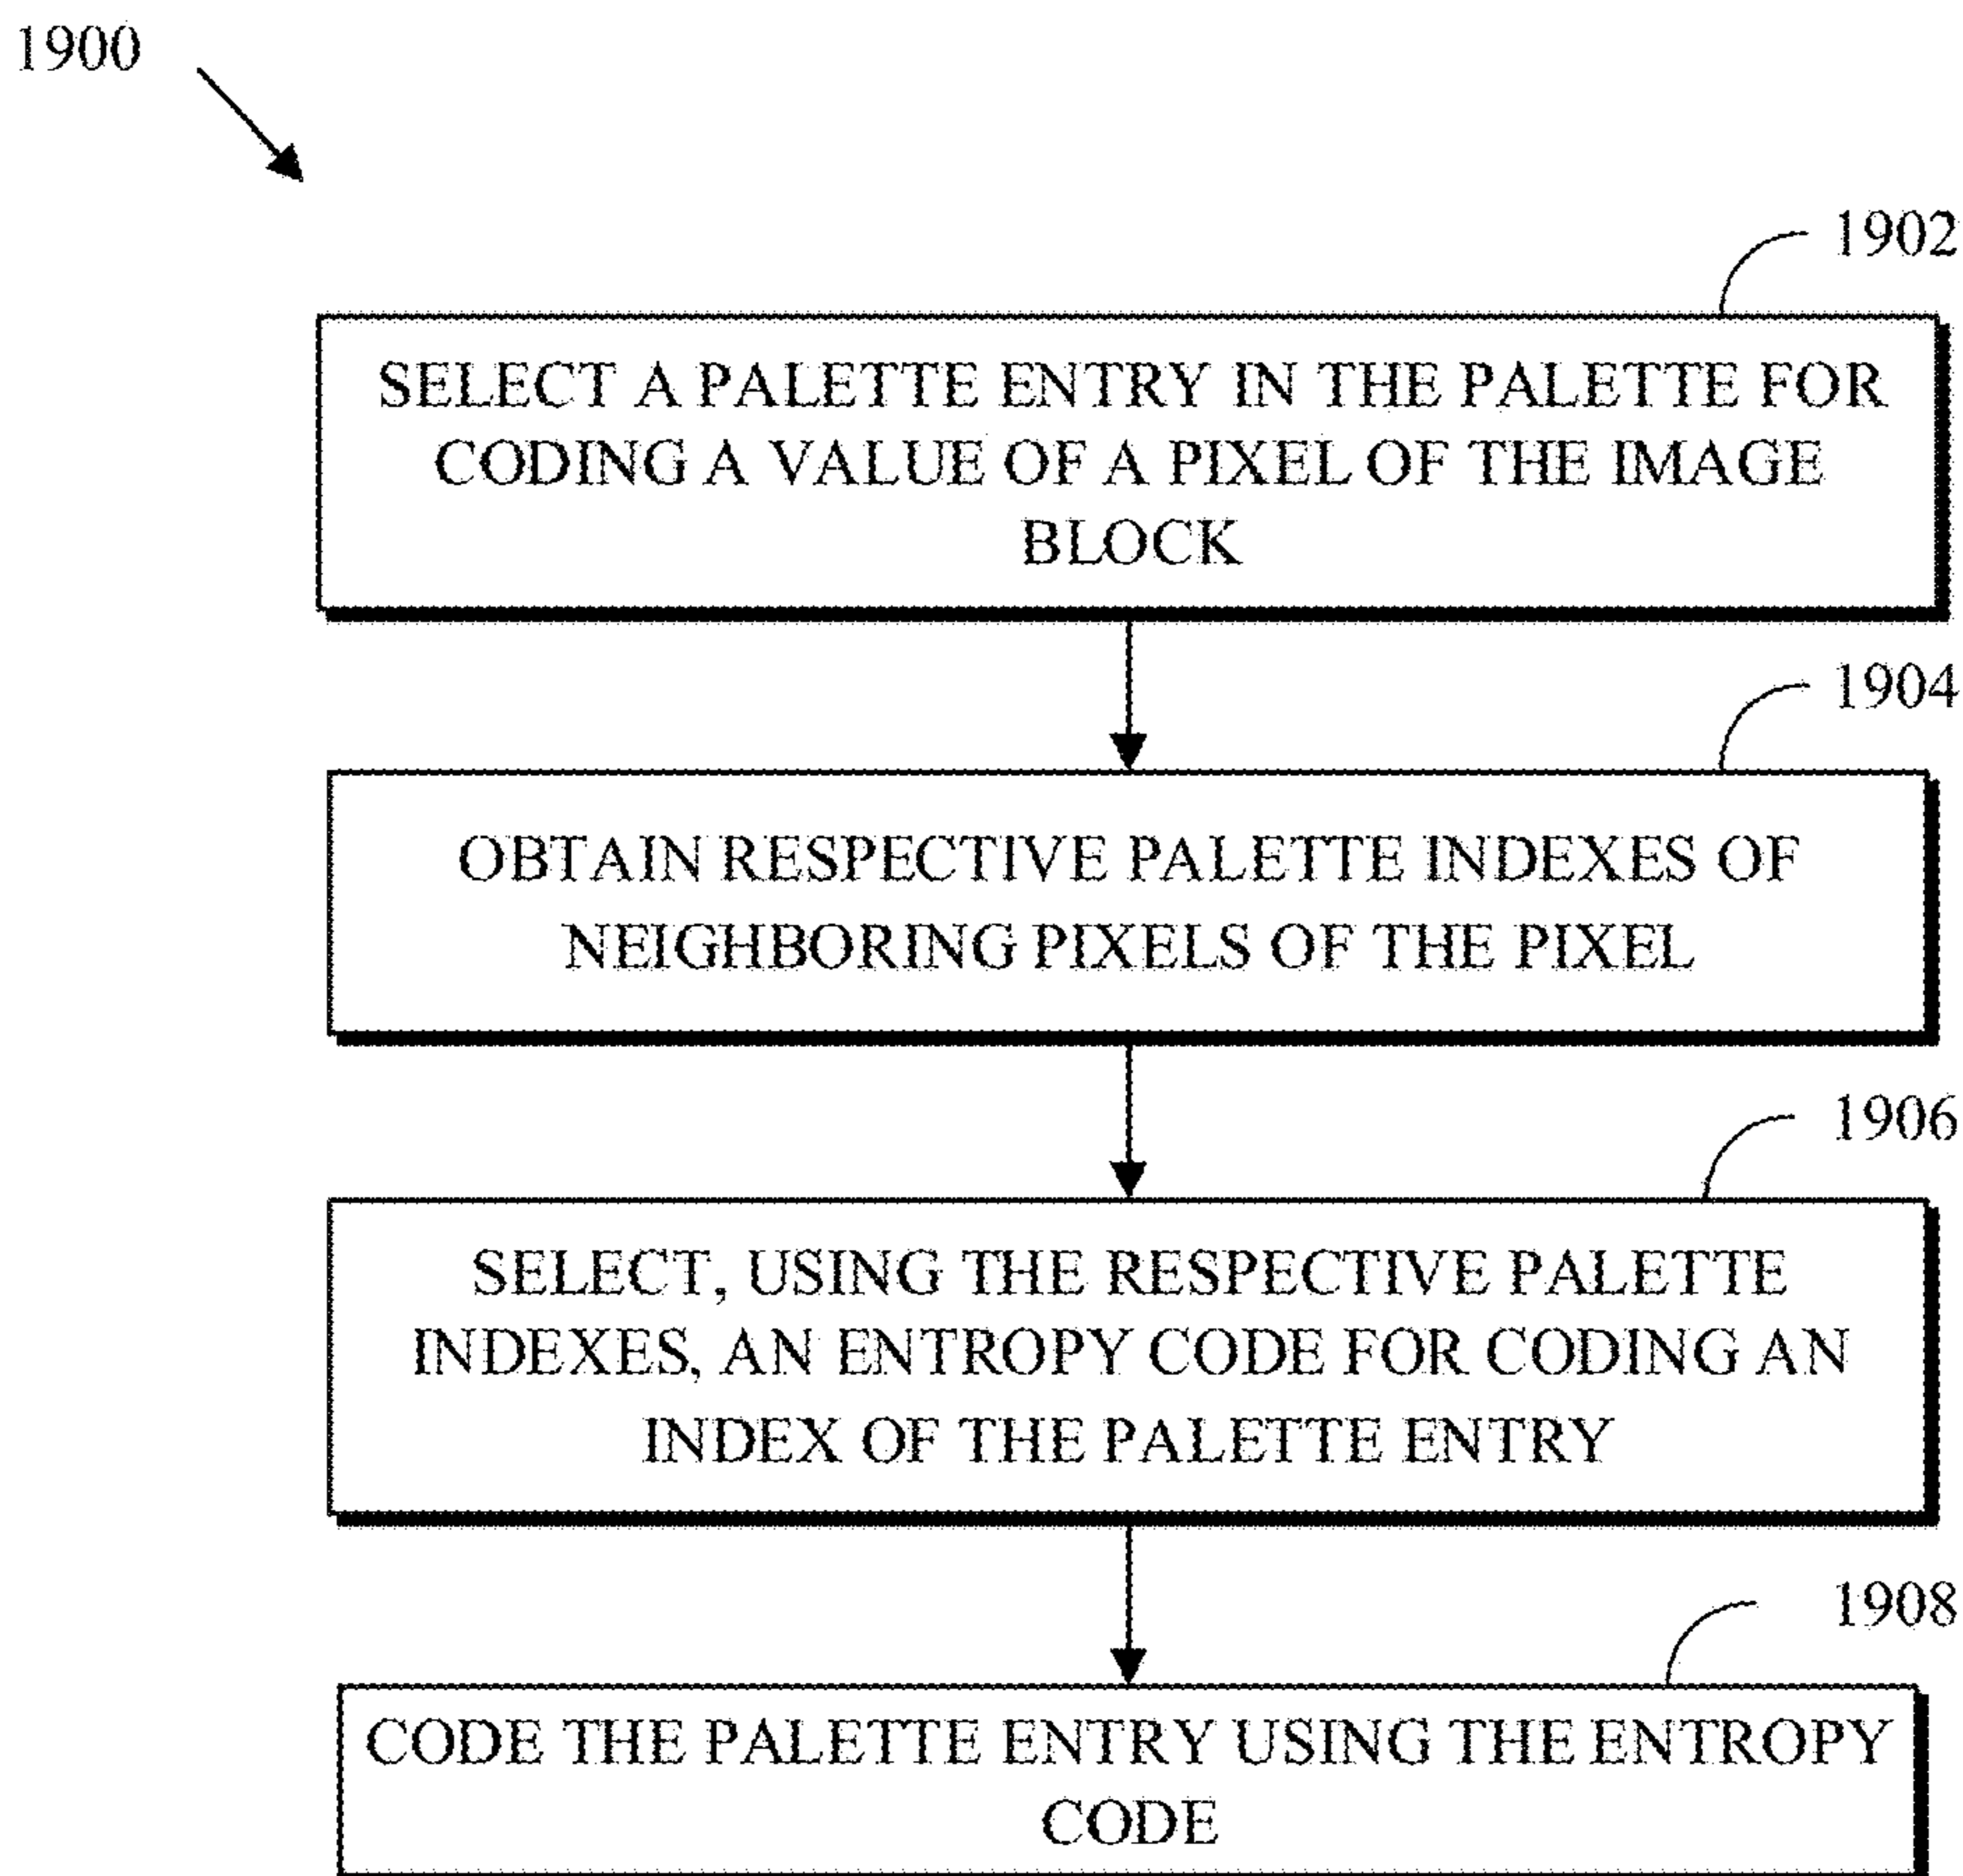 1900
1902
SELECT A PALETTE ENTRY IN THE PALETTE FOR
CODING A VALUE OF A PIXEL OF THE IMAGE
BLOCK
1904
OBTAIN RESPECTIVE PALETTE INDEXES OF
NEIGHBORING PIXELS OF THE PIXEL
1906
SELECT, USING THE RESPECTIVE PALETTE
INDEXES, AN ENTROPY CODE FOR CODING AN
INDEX OF THE PALETTE ENTRY
1908
CODE THE PALETTE ENTRY USING THE ENTROPY
CODE